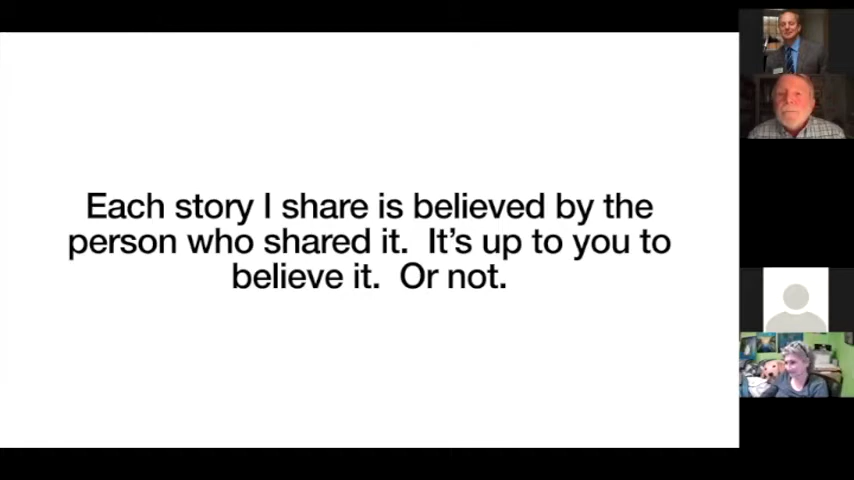 Each story I share is believed by the
person who shared it.  It's up to you to
believe it.  Or not.